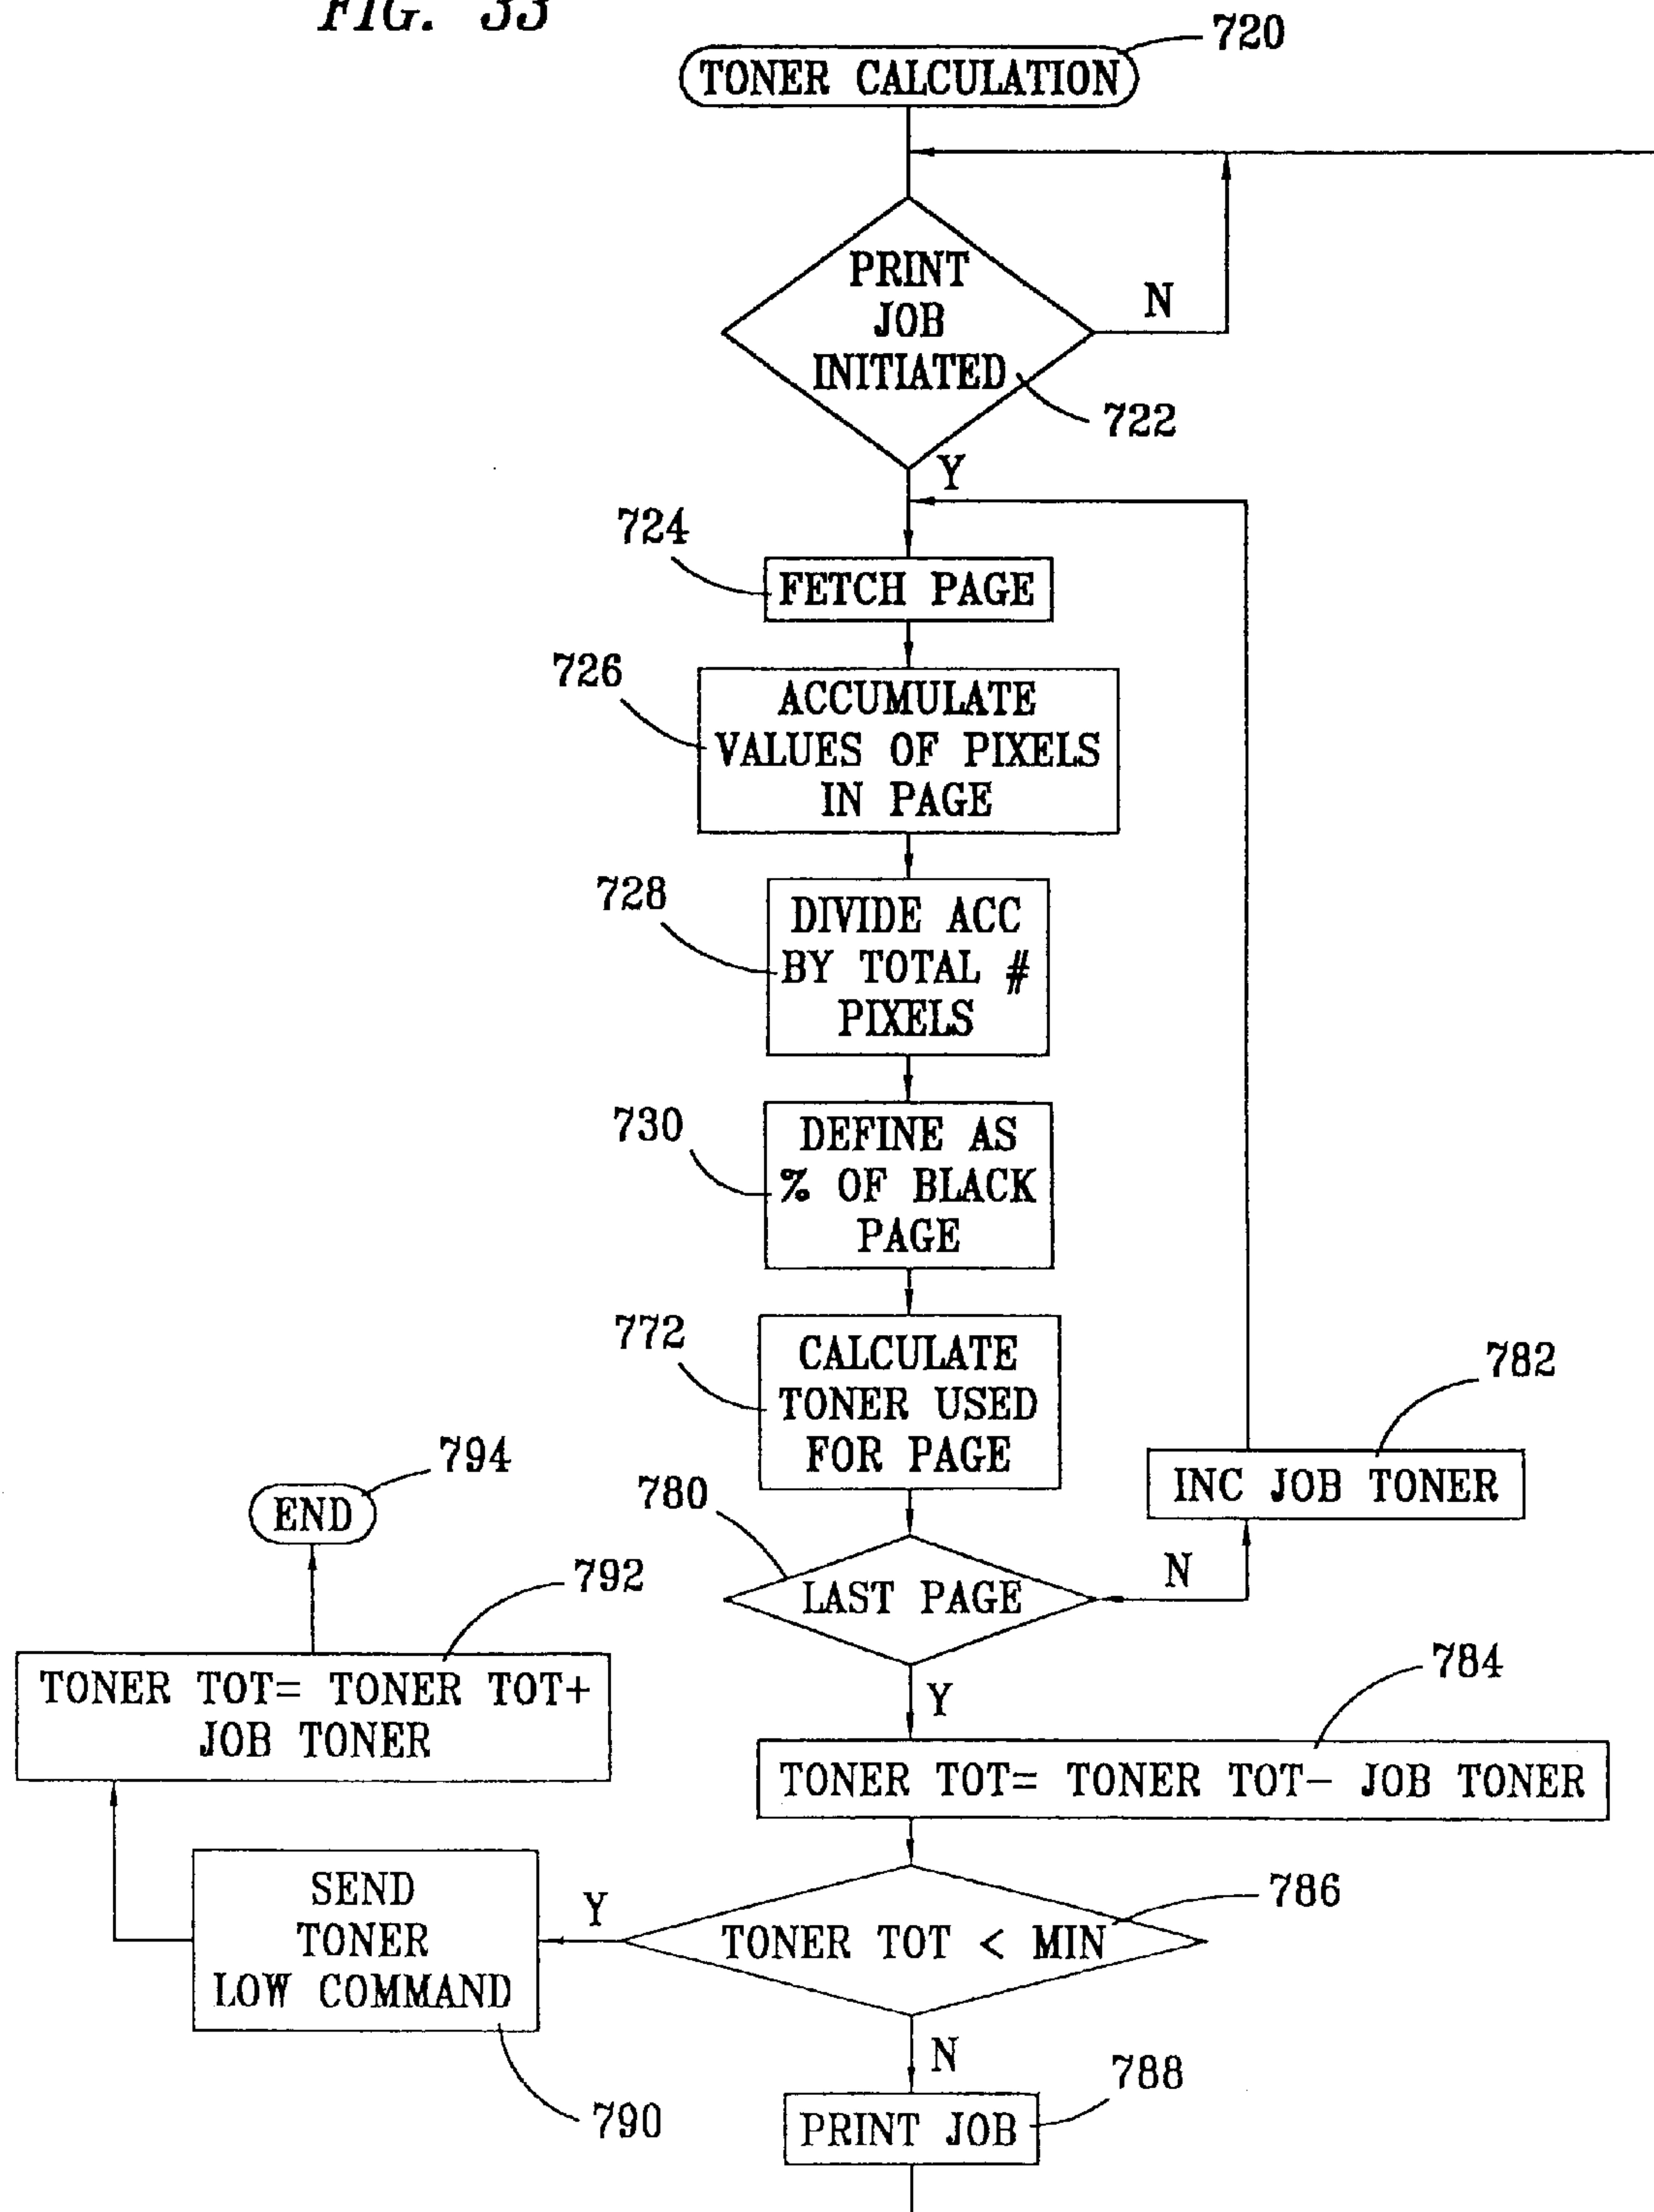 FIG. 33
720
TONER CALCULATION
PRINT
JOB
INITIATED
N
722
Y
724
FETCH PAGE
726
ACCUMULATE
VALUES OF PIXELS
IN PAGE
728
DIVIDE ACC
BY TOTAL #
PIXELS
730
DEFINE AS
% OF BLACK
PAGE
772
CALCULATE
TONER USED
FOR PAGE
782
INC JOB TONER
794
END
780
LAST PAGE
N
792
TONER TOT= TONER TOT+
JOB TONER
Y
784
TONER TOT= TONER TOT- JOB TONER
SEND
TONER
LOW COMMAND
790
Y
786
TONER TOT < MIN
N
788
PRINT JOB